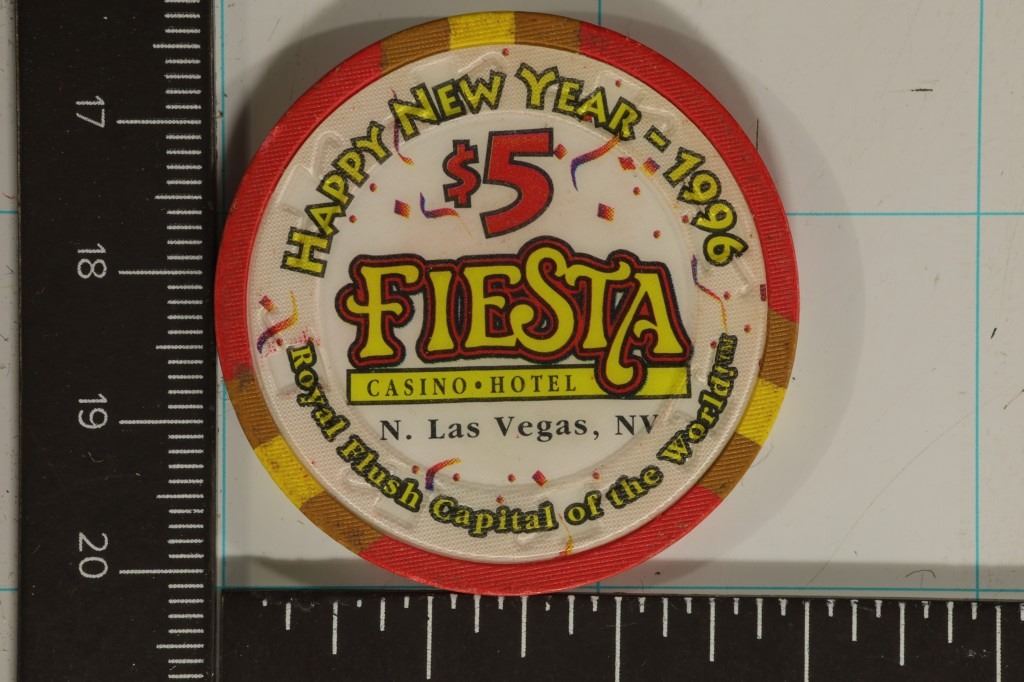 HAPPY NEW YEAR - 1996
$5
FIESTA
CASINO • HOTEL
N. Las Vegas, NV
Royal Flush Capital of the World™
17
18
19
20